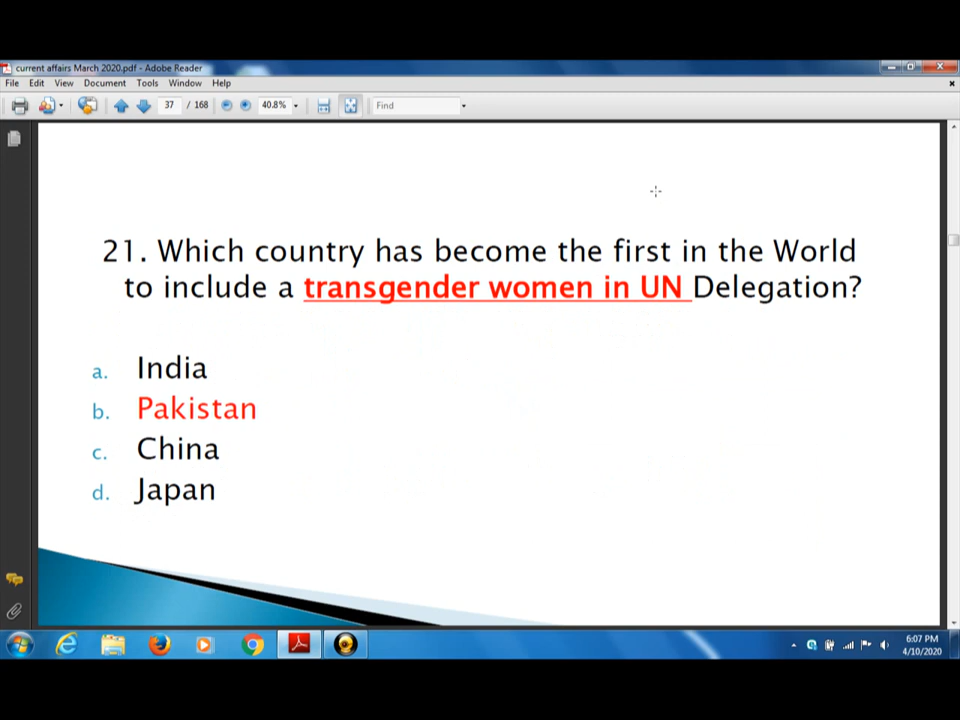 current affairs March 2020.pdf - Adobe Reader
File Edit View Document Tools Window Help
37 / 168 40.8% Find
21. Which country has become the first in the World
to include a transgender women in UN Delegation?
a. India
b. Pakistan
c. China
d. Japan
6:07 PM
4/10/2020